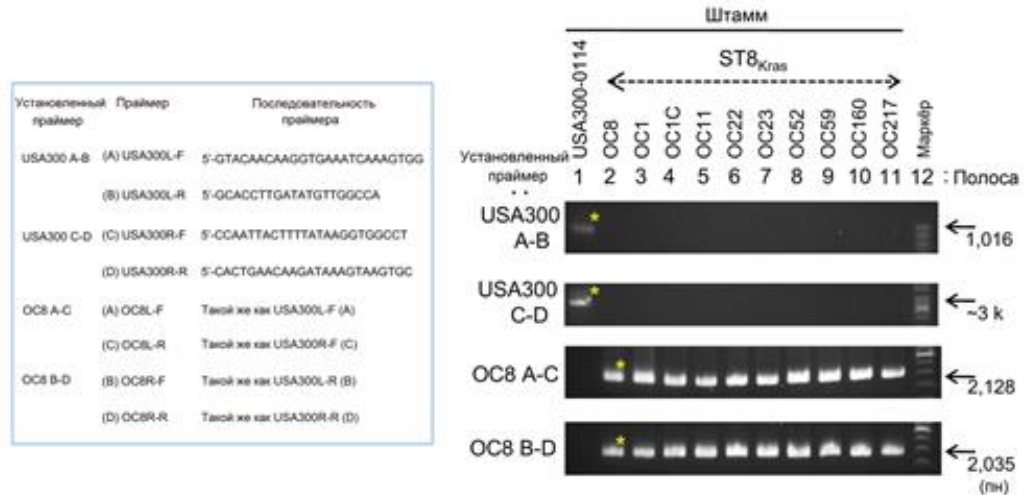 Установленный праймер Праймер Последовательность праймера
USA300 A-B (A) USA300L-F 5'-GTACAACAAGGTGAAATCAAAGTGG
(B) USA300L-R 5'-GCACCTTGATATGTTGGCCA
USA300 C-D (C) USA300R-F 5'-CCAATTACTTTTATAAGGTGGCCT
(D) USA300R-R 5'-CACTGAACAAGATAAAGTAAGTGC
OC8 A-C (A) OC8L-F Такой же как USA300L-F (A)
(C) OC8L-R Такой же как USA300R-F (C)
OC8 B-D (B) OC8R-F Такой же как USA300L-R (B)
(D) OC8R-R Такой же как USA300R-R (D)
Штамм
ST8Kras
USA300-0114 OC8 OC1 OC1C OC11 OC22 OC23 OC52 OC59 OC160 OC217 Маркёр
Установленный
праймер 1 2 3 4 5 6 7 8 9 10 11 12 : Полоса
USA300
A-B
* 1,016
USA300
C-D
* ~3 k
OC8 A-C * 2,128
OC8 B-D * 2,035
(пн)